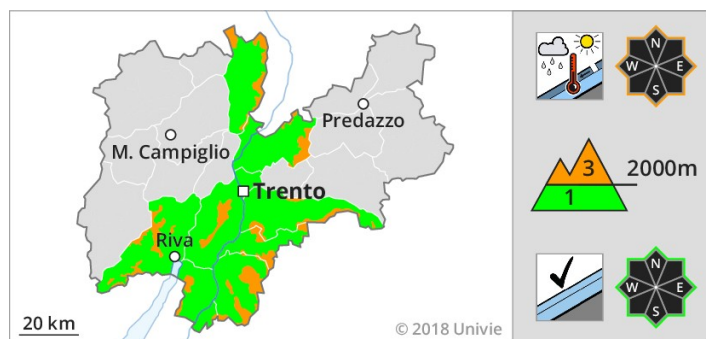 Predazzo
M. Campiglio
Trento
Riva
20 km
© 2018 Univie
N
W E
S
3 2000m
1
N
W E
S